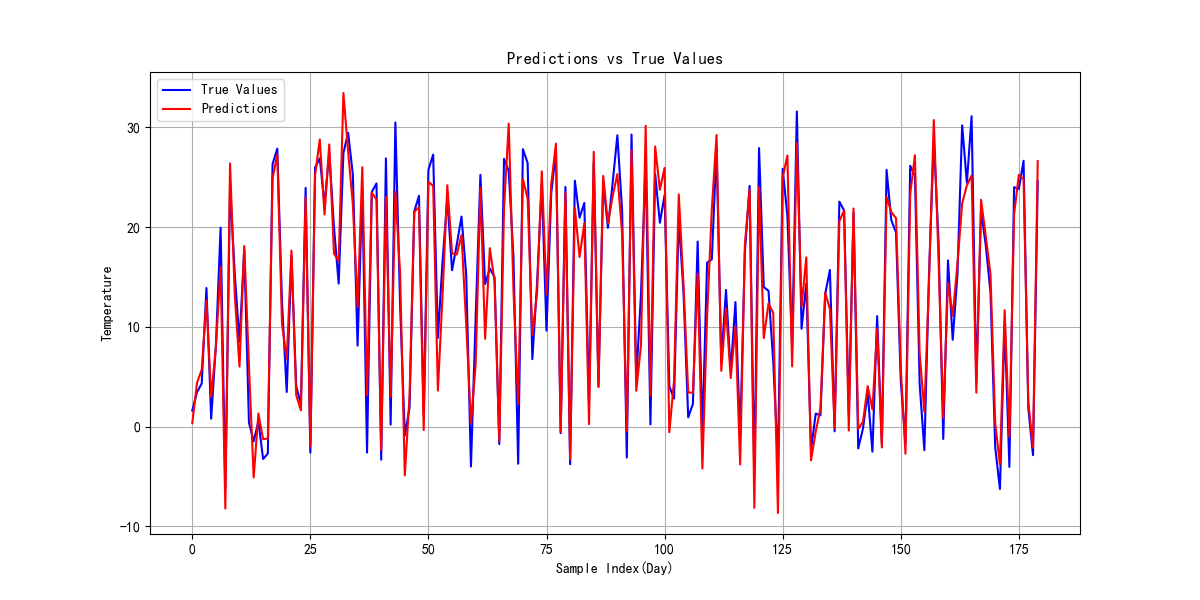 Predictions vs True Values
True Values
Predictions
Temperature
30
20
10
0
−10
0 25 50 75 100 125 150 175
Sample Index(Day)